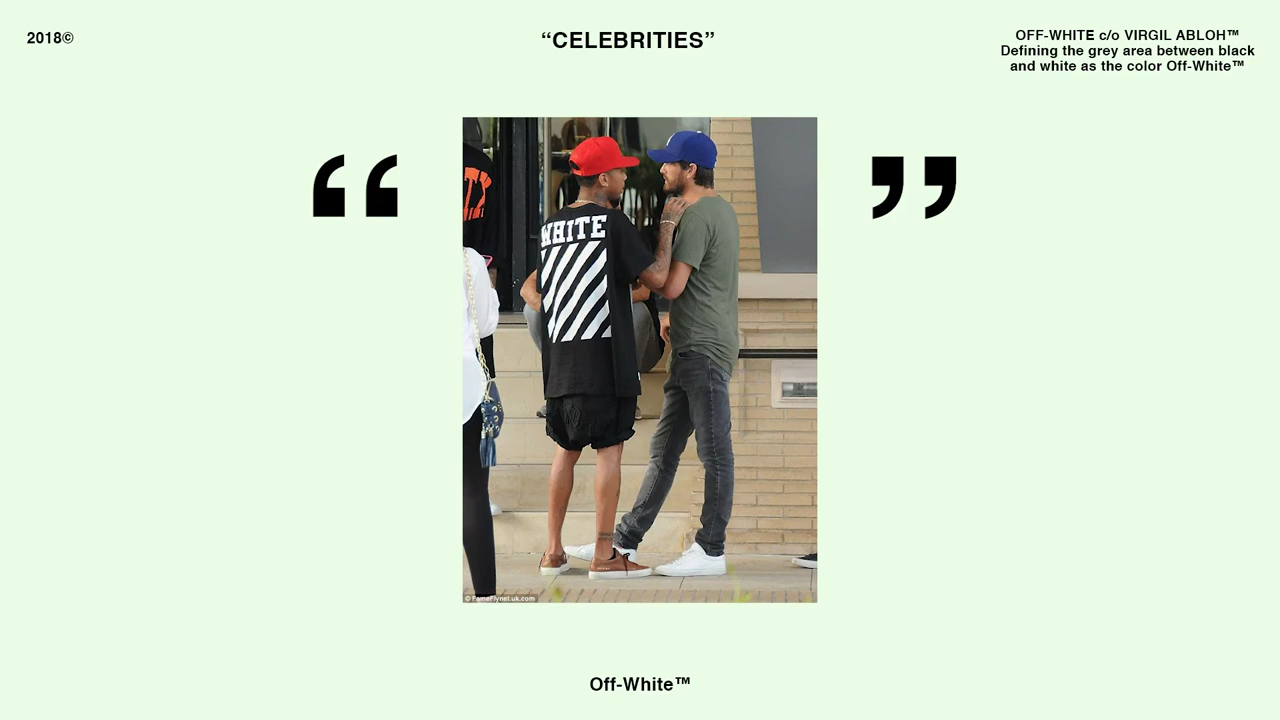 2018©
“CELEBRITIES”
OFF-WHITE c/o VIRGIL ABLOH™
Defining the grey area between black
and white as the color Off-White™
“ ”
WHITE
© FameFlynet.uk.com
Off-White™